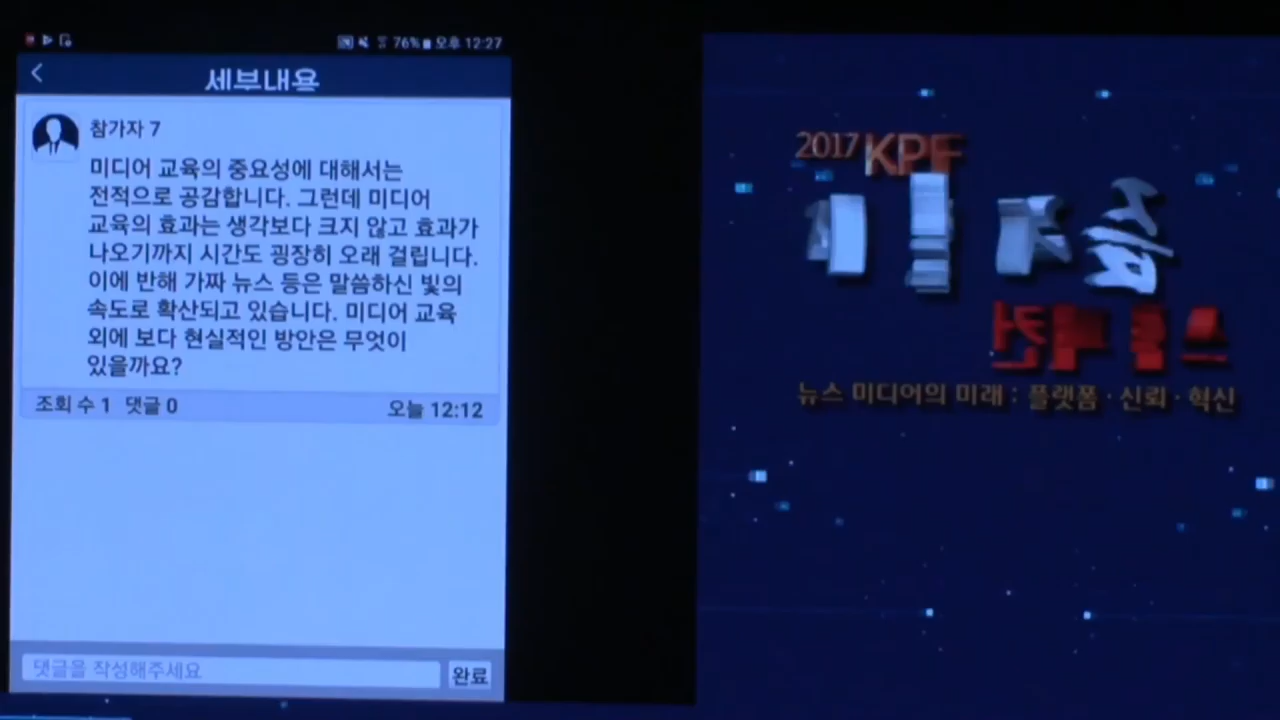 76% 오후 12:27
세부내용
참가자 7
미디어 교육의 중요성에 대해서는
전적으로 공감합니다. 그런데 미디어
교육의 효과는 생각보다 크지 않고 효과가
나오기까지 시간도 굉장히 오래 걸립니다.
이에 반해 가짜 뉴스 등은 말씀하신 빛의
속도로 확산되고 있습니다. 미디어 교육
외에 보다 현실적인 방안은 무엇이
있을까요?
조회 수 1 댓글 0 오늘 12:12
댓글을 작성해주세요
완료
2017 KPF
뉴스 미디어의 미래 : 플랫폼 · 신뢰 · 혁신